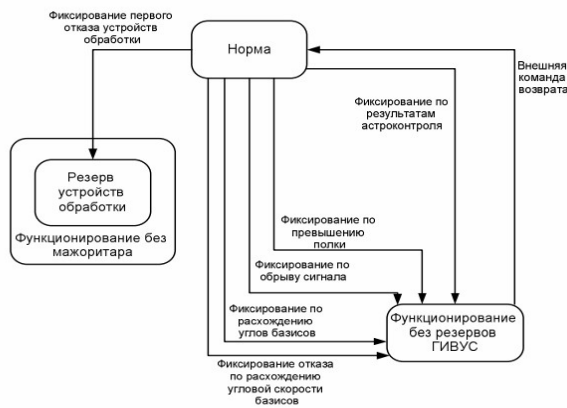 Фиксирование первого
отказа устройств
обработки
Норма
Внешняя
команда
возврата
Фиксирование по
результатам
астроконтроля
Резерв
устройств
обработки
Функционирование без
мажоритара
Фиксирование по
превышению
полки
Фиксирование по
обрыву сигнала
Фиксирование по
расхождению
углов базисов
Функционирование
без резервов
ГИВУС
Фиксирование отказа
по расхождению
угловой скорости
базисов